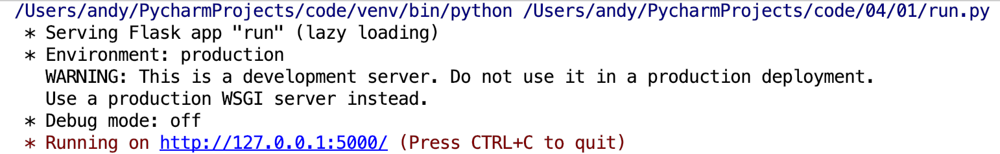 /Users/andy/PycharmProjects/code/venv/bin/python /Users/andy/PycharmProjects/code/04/01/run.py
* Serving Flask app "run" (lazy loading)
* Environment: production
WARNING: This is a development server. Do not use it in a production deployment.
Use a production WSGI server instead.
* Debug mode: off
* Running on http://127.0.0.1:5000/ (Press CTRL+C to quit)